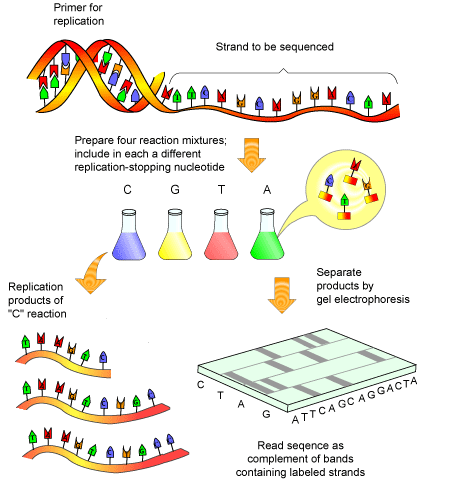 Primer for
replication
Strand to be sequenced
Prepare four reaction mixtures;
include in each a different
replication-stopping nucleotide
C G T A
Replication
products of
"C" reaction
Separate
products by
gel electrophoresis
C T A G
ATTCAGCAGGACTA
Read seqence as
complement of bands
containing labeled strands